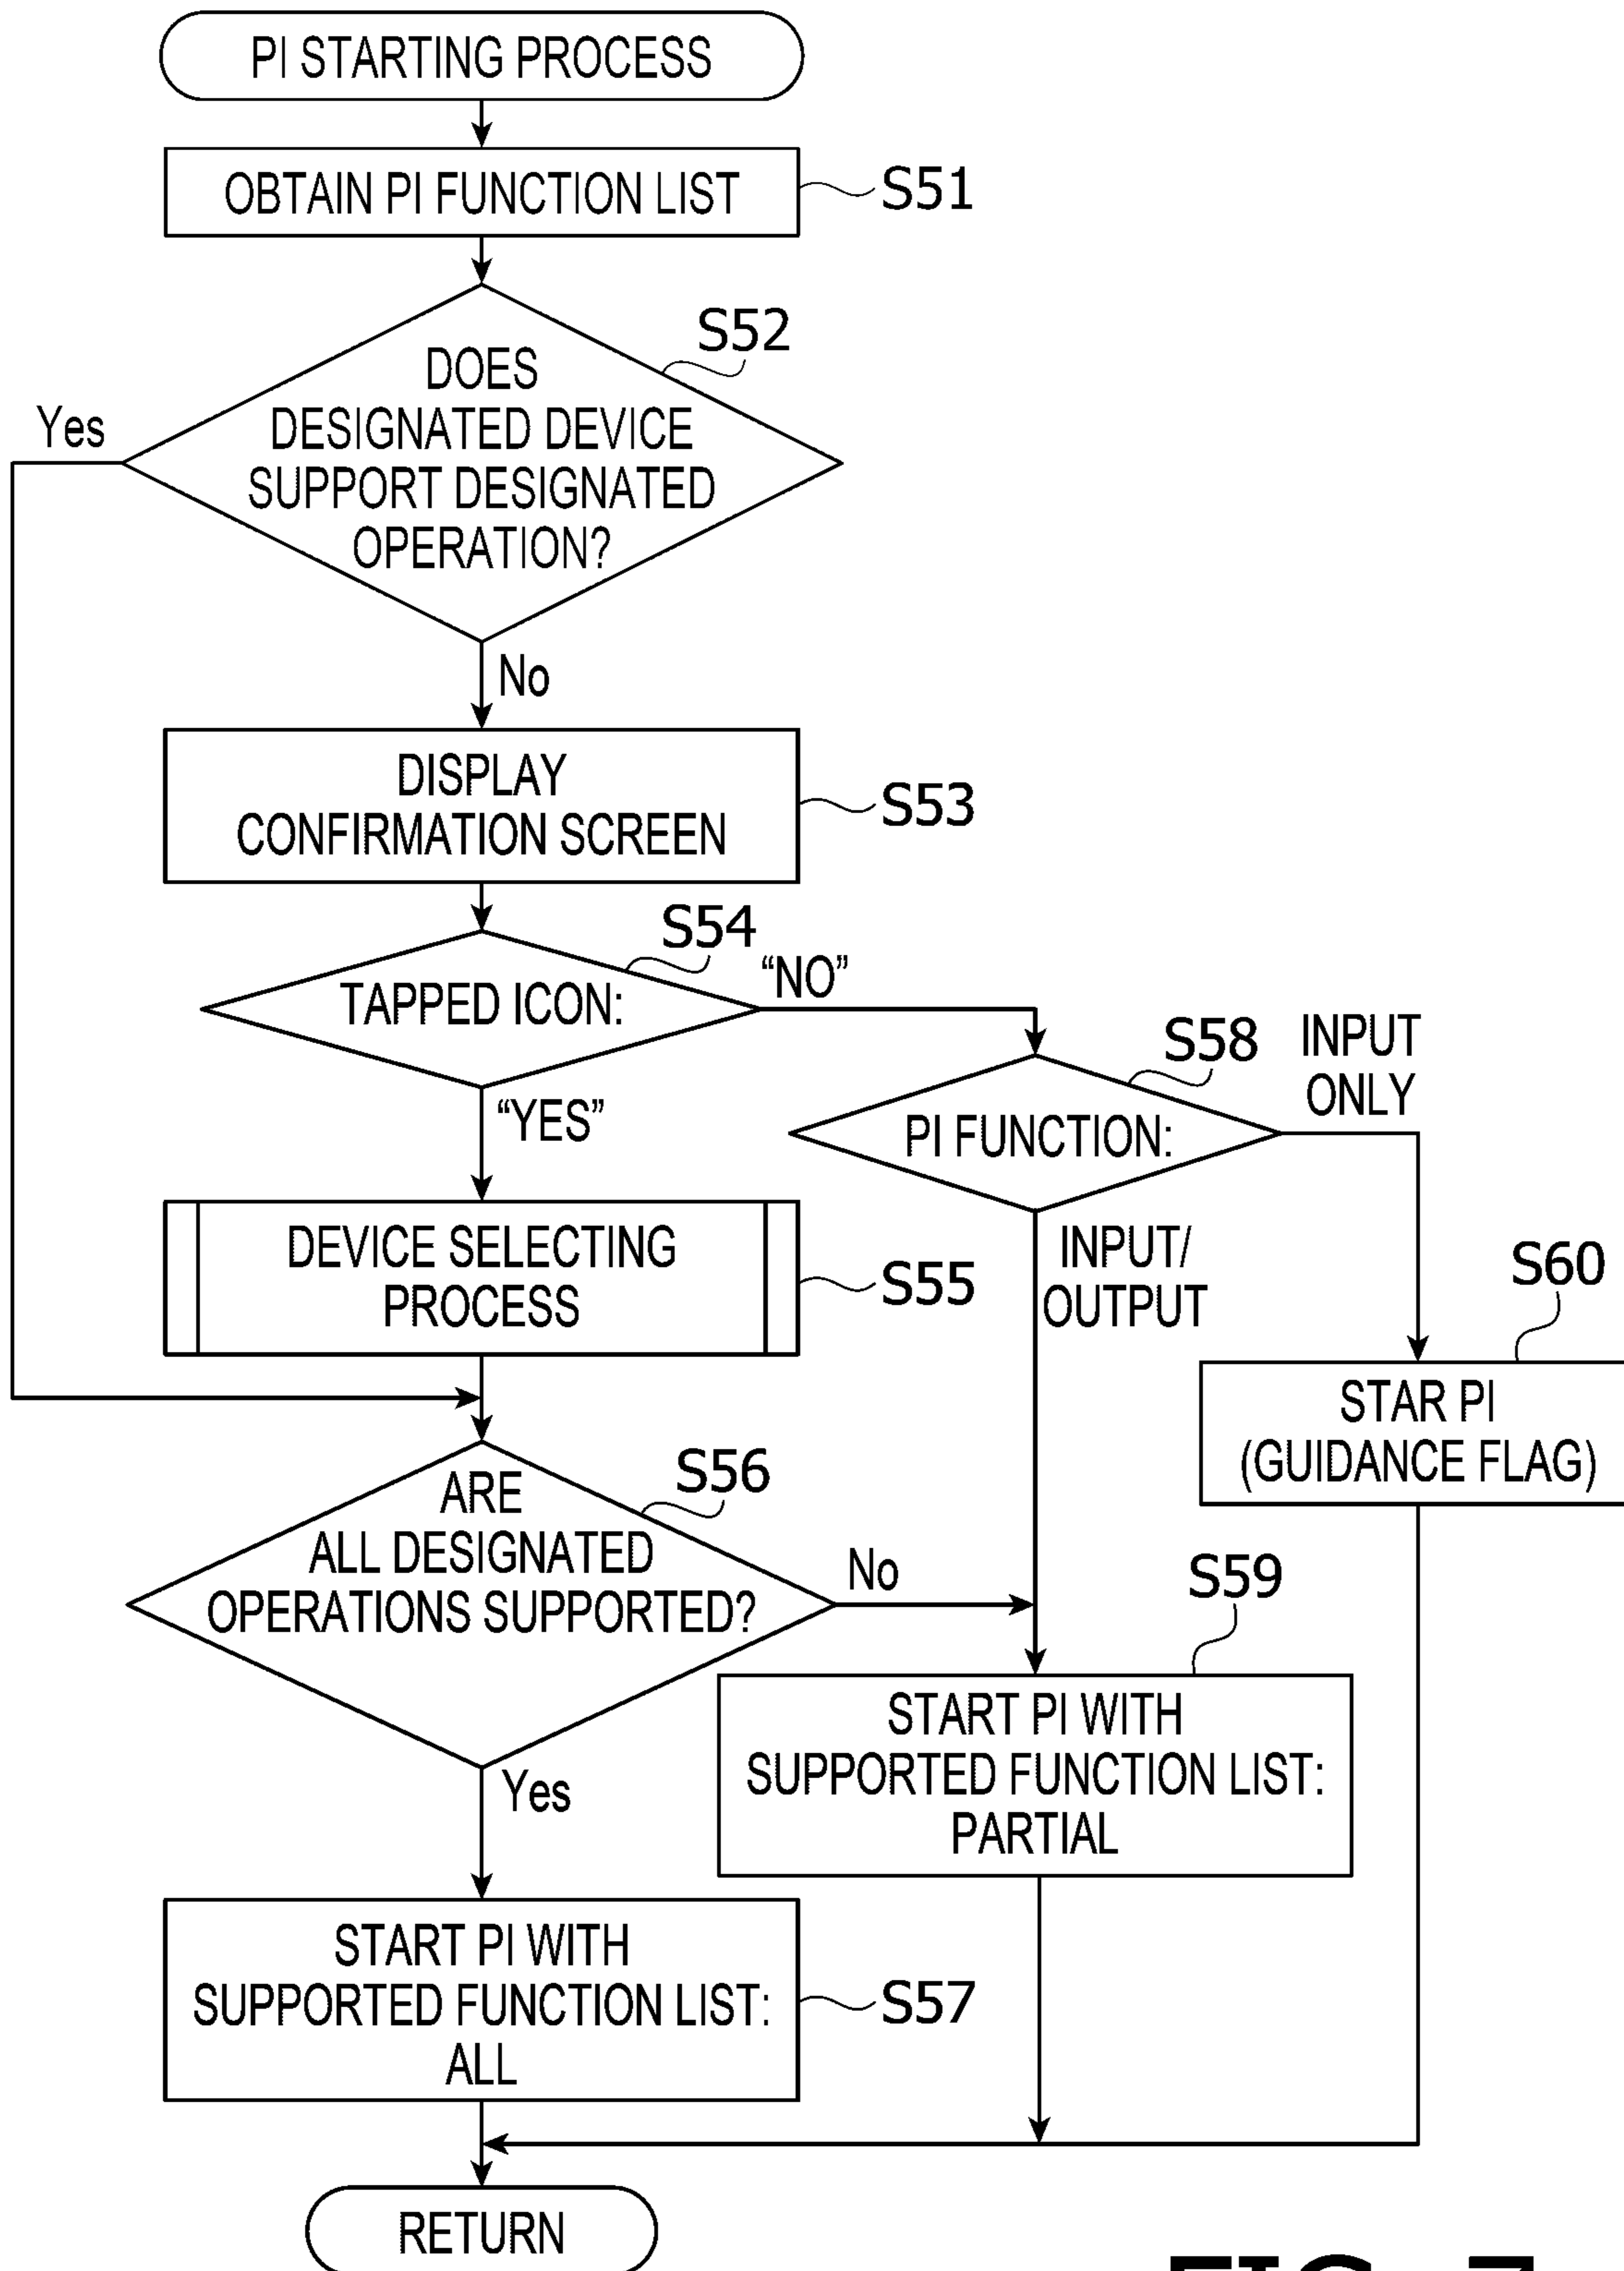 PI STARTING PROCESS
OBTAIN PI FUNCTION LIST
S51
S52
DOES
DESIGNATED DEVICE
SUPPORT DESIGNATED
OPERATION?
Yes
No
DISPLAY
CONFIRMATION SCREEN
S53
S54
TAPPED ICON:
“NO”
“YES”
S58
INPUT
ONLY
PI FUNCTION:
INPUT/
OUTPUT
DEVICE SELECTING
PROCESS
S55
S60
STAR PI
(GUIDANCE FLAG)
S56
ARE
ALL DESIGNATED
OPERATIONS SUPPORTED?
No
Yes
S59
START PI WITH
SUPPORTED FUNCTION LIST:
PARTIAL
START PI WITH
SUPPORTED FUNCTION LIST:
ALL
S57
RETURN